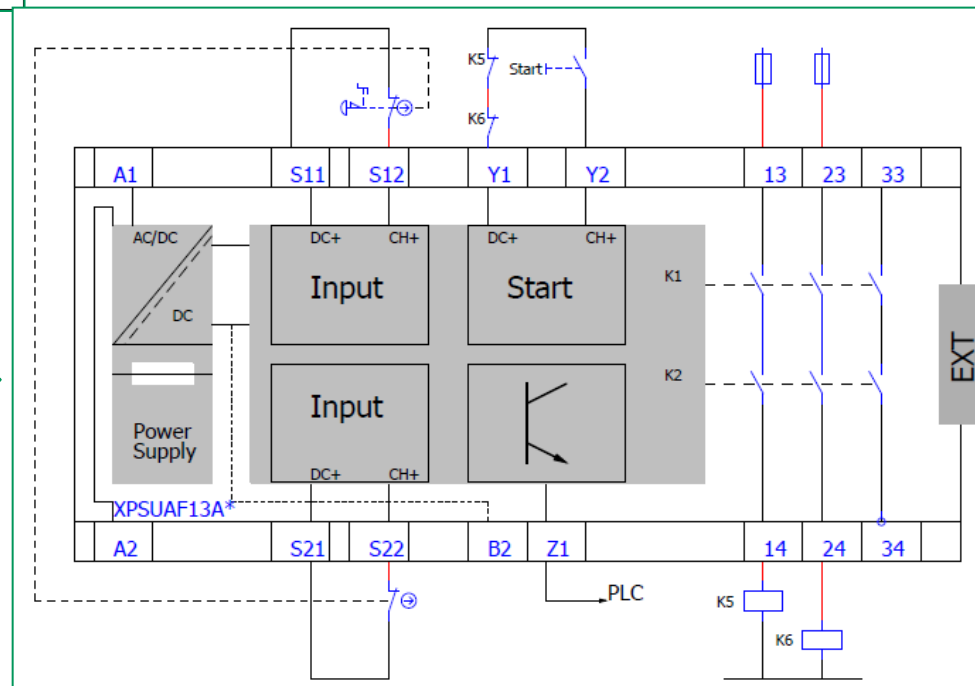 K5
Start
K6
A1
S11
S12
Y1
Y2
13
23
33
AC/DC
DC
DC+
CH+
Input
DC+
CH+
Start
K1
K2
EXT
Input
DC+
CH+
Power
Supply
XPSUAF13A*
A2
S21
S22
B2
Z1
14
24
34
PLC
K5
K6